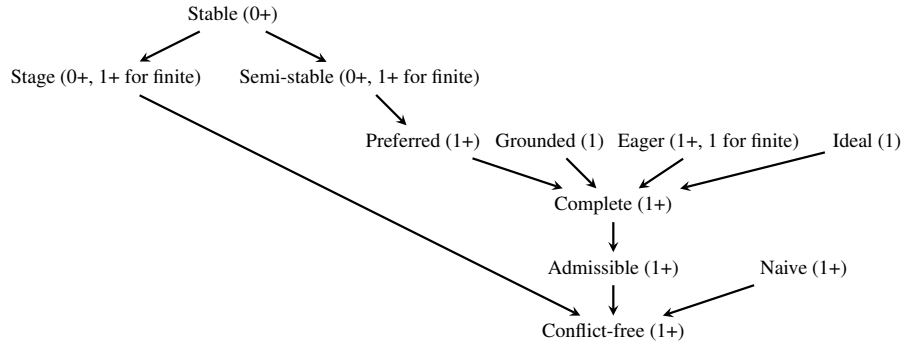 Stable (0+)
Stage (0+, 1+ for finite)
Semi-stable (0+, 1+ for finite)
Preferred (1+)
Grounded (1)
Eager (1+, 1 for finite)
Ideal (1)
Complete (1+)
Admissible (1+)
Naive (1+)
Conflict-free (1+)